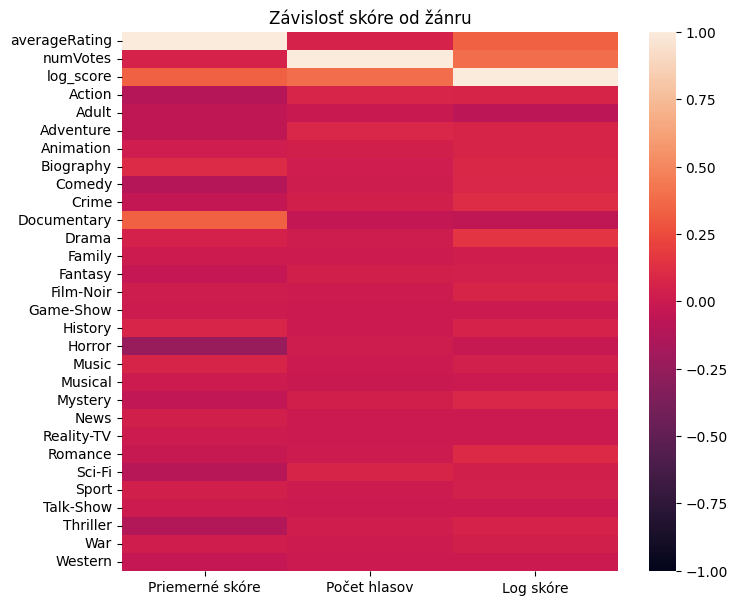 Závislosť skóre od žánru
averageRating
numVotes
log_score
Action
Adult
Adventure
Animation
Biography
Comedy
Crime
Documentary
Drama
Family
Fantasy
Film-Noir
Game-Show
History
Horror
Music
Musical
Mystery
News
Reality-TV
Romance
Sci-Fi
Sport
Talk-Show
Thriller
War
Western
Priemerné skóre
Počet hlasov
Log skóre
1.00
0.75
0.50
0.25
0.00
−0.25
−0.50
−0.75
−1.00